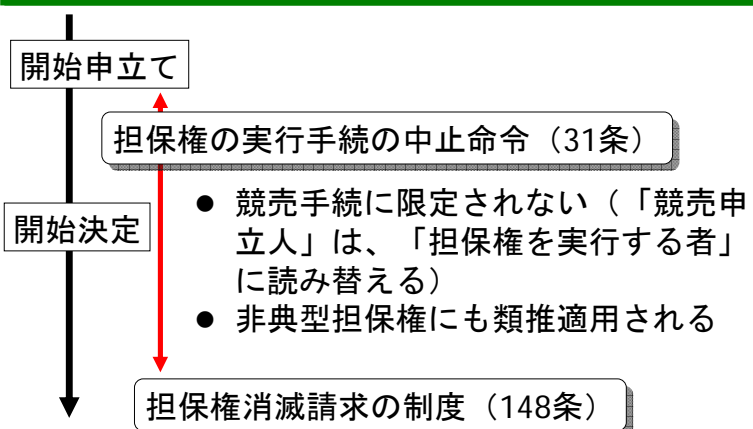 開始申立て
担保権の実行手続の中止命令（31条）
開始決定
● 競売手続に限定されない（「競売申
立人」は、「担保権を実行する者」
に読み替える）
● 非典型担保権にも類推適用される
担保権消滅請求の制度（148条）